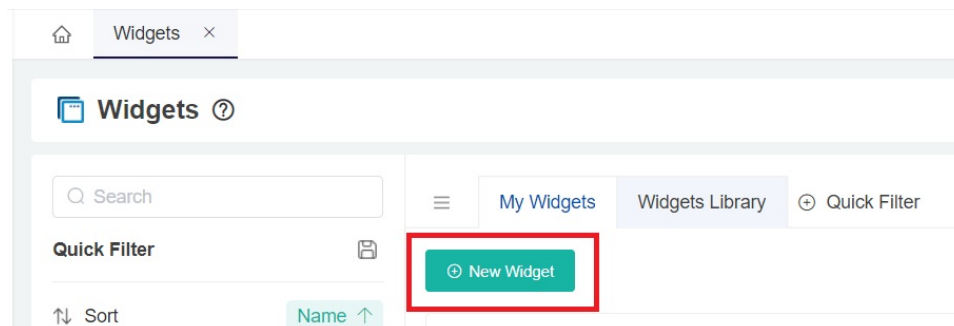 Widgets
Widgets
Search
My Widgets Widgets Library Quick Filter
Quick Filter
New Widget
Sort Name